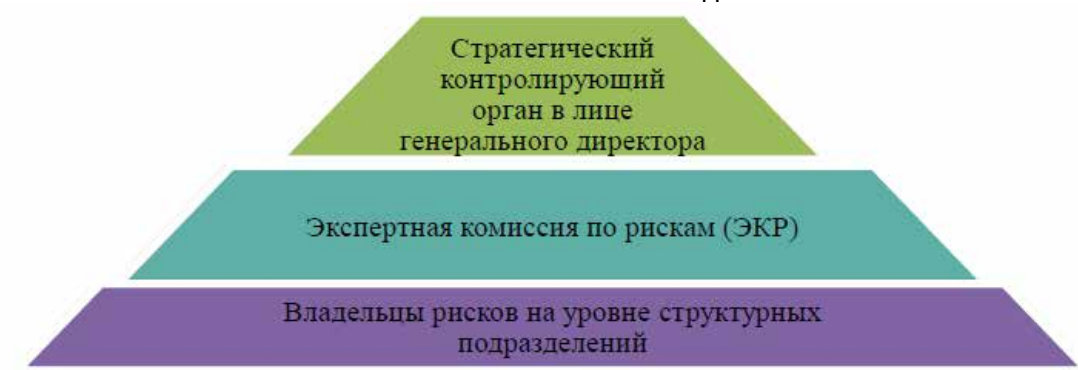 Стратегический
контролирующий
орган в лице
генерального директора
Экспертная комиссия по рискам (ЭКР)
Владельцы рисков на уровне структурных
подразделений